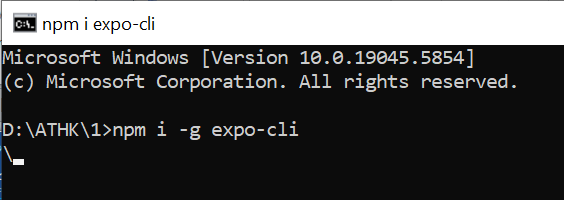 npm i expo-cli
Microsoft Windows [Version 10.0.19045.5854]
(c) Microsoft Corporation. All rights reserved.
D:\ATHK\1>npm i -g expo-cli
\